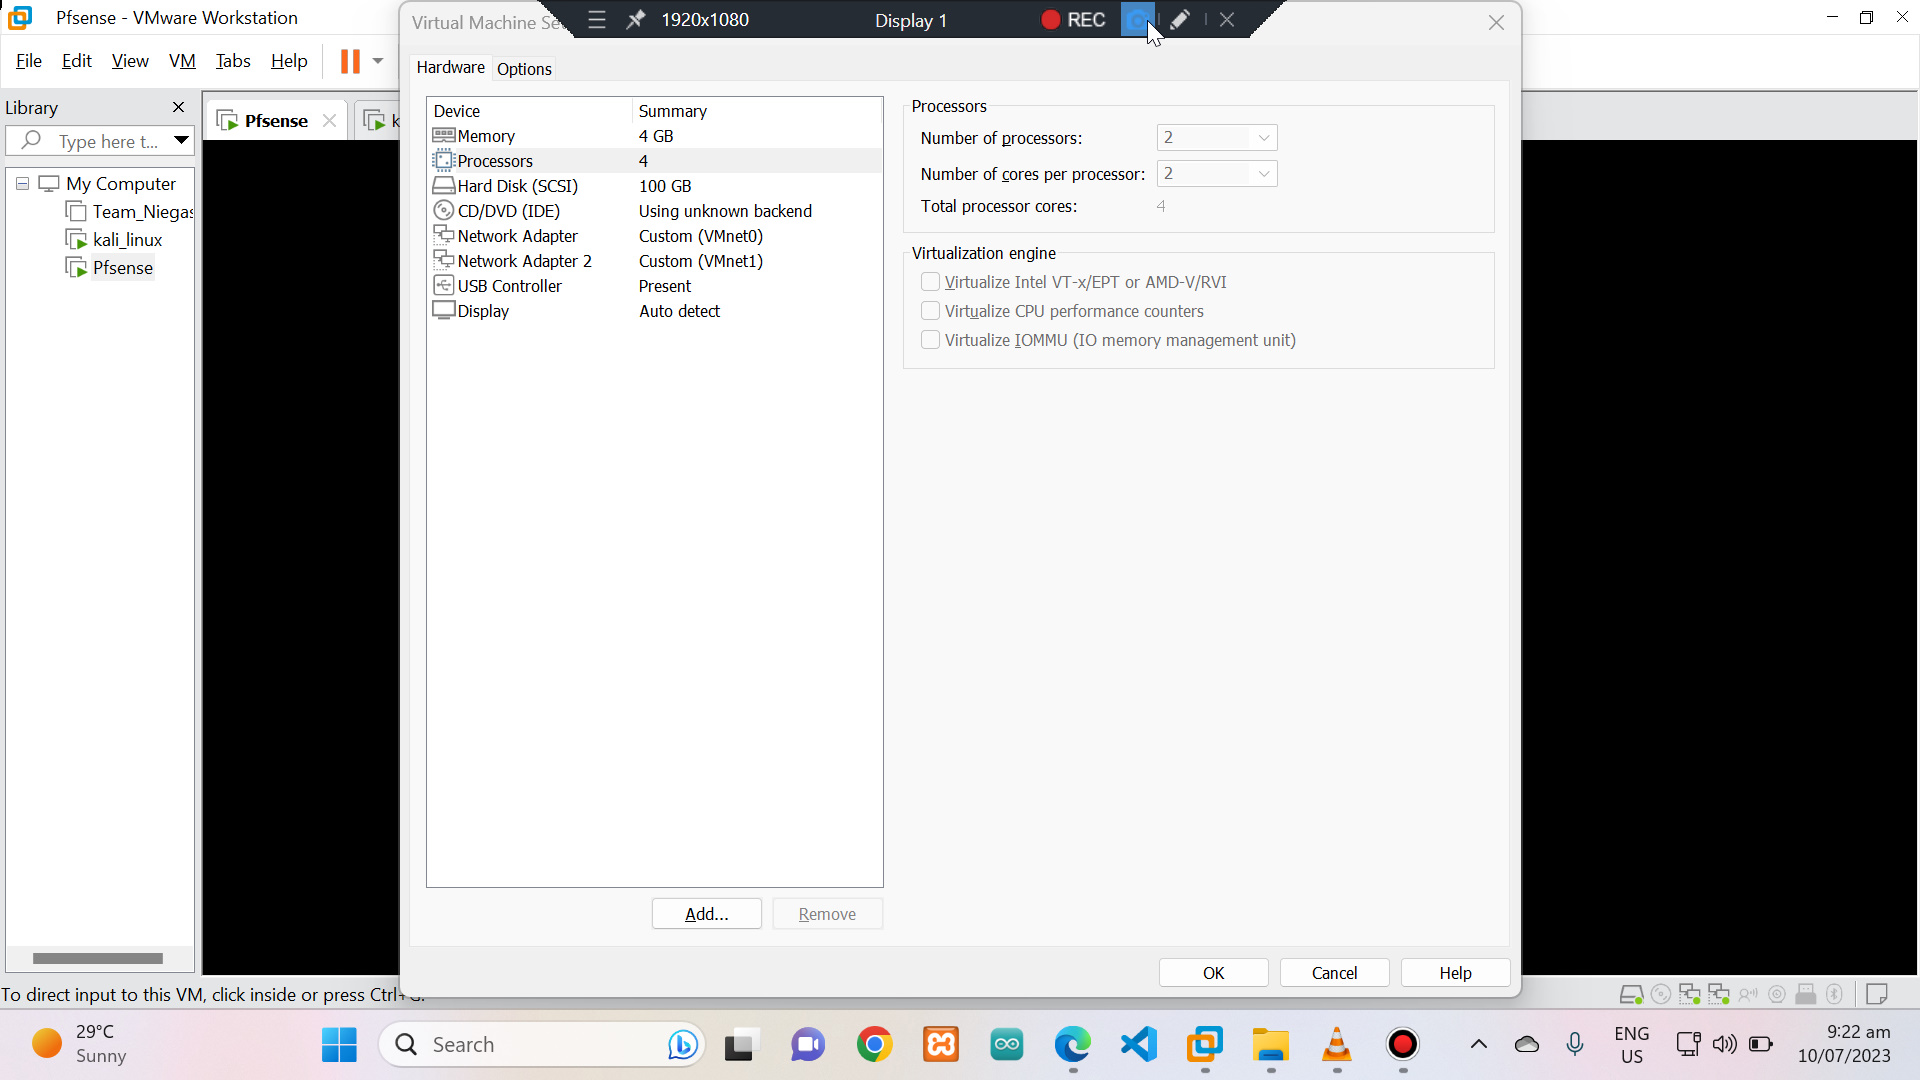 Pfsense - VMware Workstation
File Edit View VM Tabs Help
Library
Type here t...
My Computer
Team_Niegas
kali_linux
Pfsense
Pfsense
k
Virtual Machine Se
1920x1080 Display 1 REC
Hardware Options
Device Summary
Memory 4 GB
Processors 4
Hard Disk (SCSI) 100 GB
CD/DVD (IDE) Using unknown backend
Network Adapter Custom (VMnet0)
Network Adapter 2 Custom (VMnet1)
USB Controller Present
Display Auto detect
Add... Remove
Processors
Number of processors: 2
Number of cores per processor: 2
Total processor cores: 4
Virtualization engine
Virtualize Intel VT-x/EPT or AMD-V/RVI
Virtualize CPU performance counters
Virtualize IOMMU (IO memory management unit)
OK Cancel Help
To direct input to this VM, click inside or press Ctrl+G.
29°C
Sunny
Search
ENG
US
9:22 am
10/07/2023